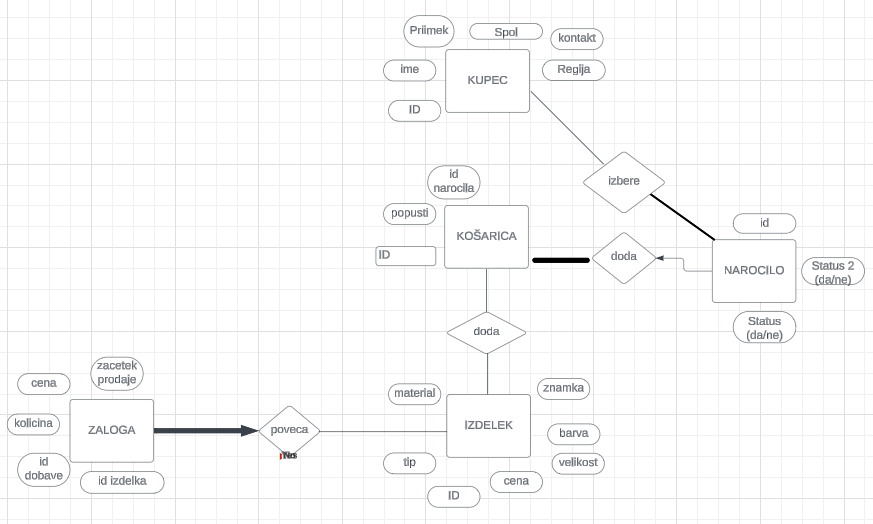 Priimek
Spol
kontakt
ime
KUPEC
Regija
ID
izbere
id
narocila
popusti
KOŠARICA
ID
doda
id
NAROCILO
Status 2
(da/ne)
Status
(da/ne)
doda
zacetek
prodaje
cena
kolicina
ZALOGA
id
dobave
id izdelka
poveca
material
znamka
IZDELEK
barva
velikost
tip
cena
ID